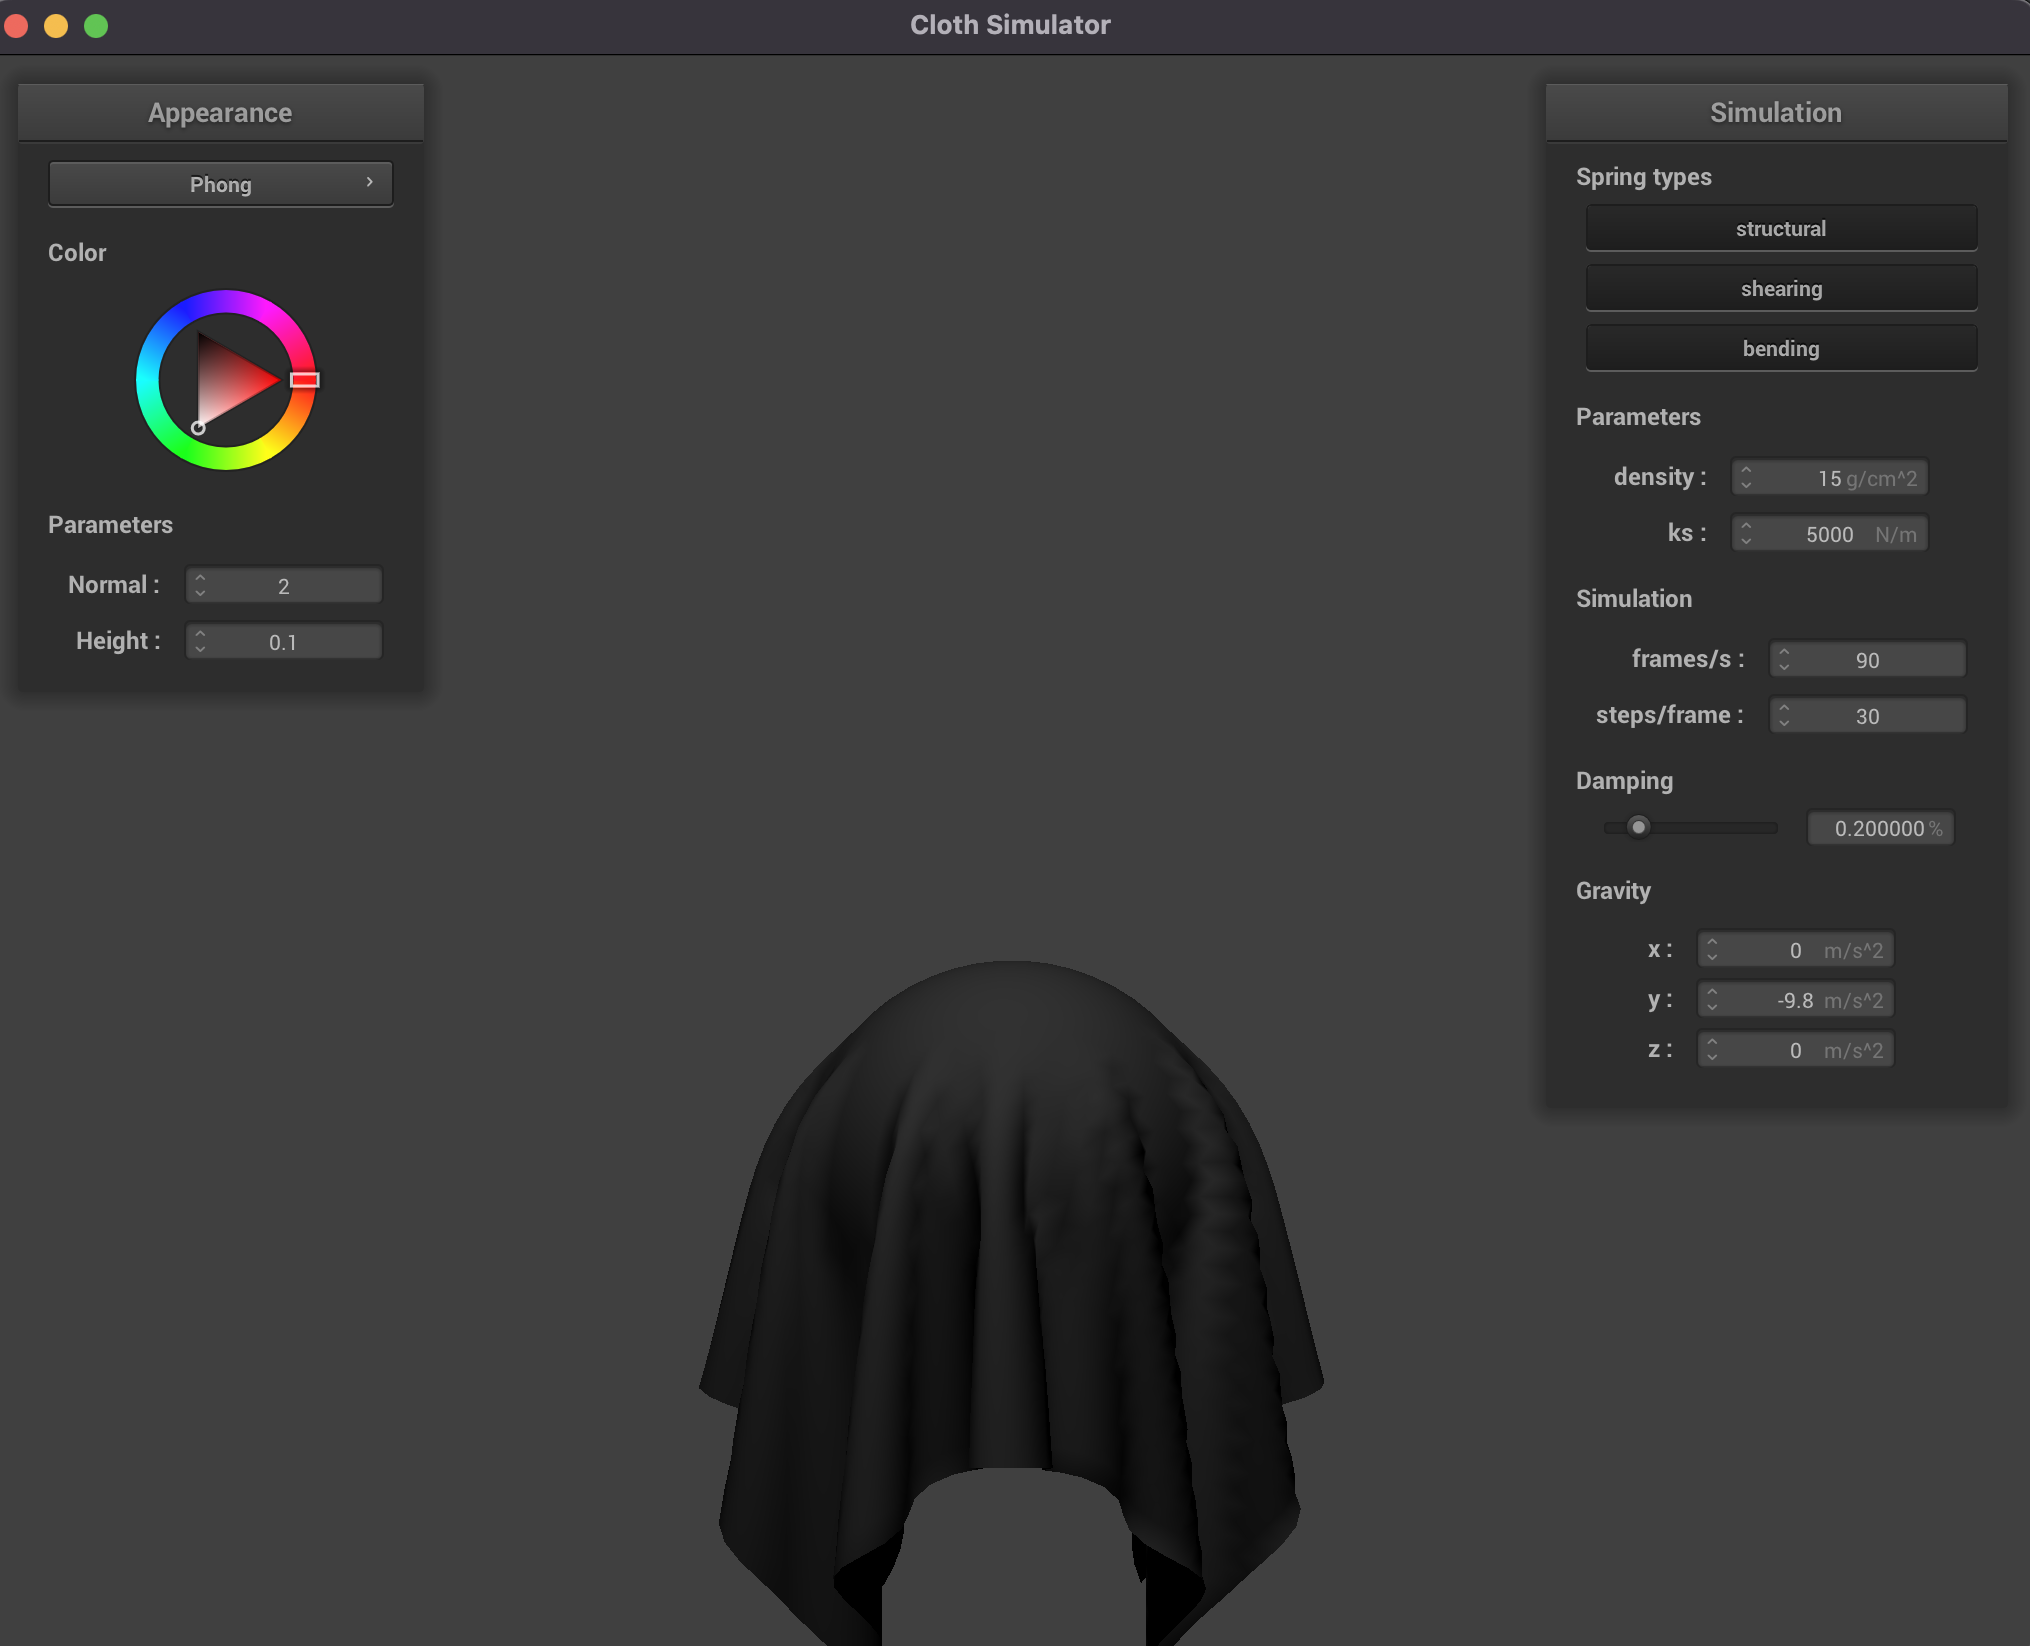 Cloth Simulator
Appearance
Phong
Color
Parameters
Normal : 2
Height : 0.1
Simulation
Spring types
structural
shearing
bending
Parameters
density : 15 g/cm^2
ks : 5000 N/m
Simulation
frames/s : 90
steps/frame : 30
Damping
0.200000 %
Gravity
x : 0 m/s^2
y : -9.8 m/s^2
z : 0 m/s^2